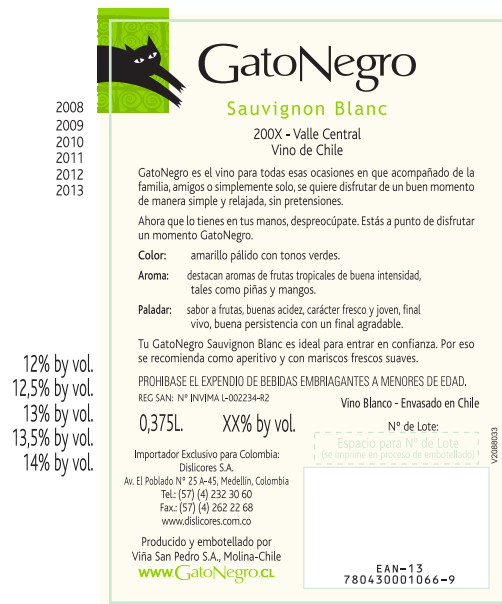 GatoNegro
Sauvignon Blanc
200X - Valle Central
Vino de Chile
2008
2009
2010
2011
2012
2013
GatoNegro es el vino para todas esas ocasiones en que acompañado de la
familia, amigos o simplemente solo, se quiere disfrutar de un buen momento
de manera simple y relajada, sin pretensiones.
Ahora que lo tienes en tus manos, despreocúpate. Estás a punto de disfrutar
un momento GatoNegro.
Color: amarillo pálido con tonos verdes.
Aroma: destacan aromas de frutas tropicales de buena intensidad,
tales como piñas y mangos.
Paladar: sabor a frutas, buenas acidez, carácter fresco y joven, final
vivo, buena persistencia con un final agradable.
Tu GatoNegro Sauvignon Blanc es ideal para entrar en confianza. Por eso
se recomienda como aperitivo y con mariscos frescos suaves.
PROHIBASE EL EXPENDIO DE BEBIDAS EMBRIAGANTES A MENORES DE EDAD.
REG SAN: Nº INVIMA L-002234-R2
12% by vol.
12,5% by vol.
13% by vol.
13,5% by vol.
14% by vol.
0,375L. XX% by vol.
Vino Blanco - Envasado en Chile
Nº de Lote:
Espacio para Nº de Lote
(se imprime en proceso de embotellado)
V2088033
Importador Exclusivo para Colombia:
Dislicores S.A.
Av. El Poblado Nº 25 A-45, Medellín, Colombia
Tel.: (57) (4) 232 30 60
Fax.: (57) (4) 262 22 68
www.dislicores.com.co
Producido y embotellado por
Viña San Pedro S.A., Molina-Chile
www.GatoNegro.CL
EAN-13
780430001066-9